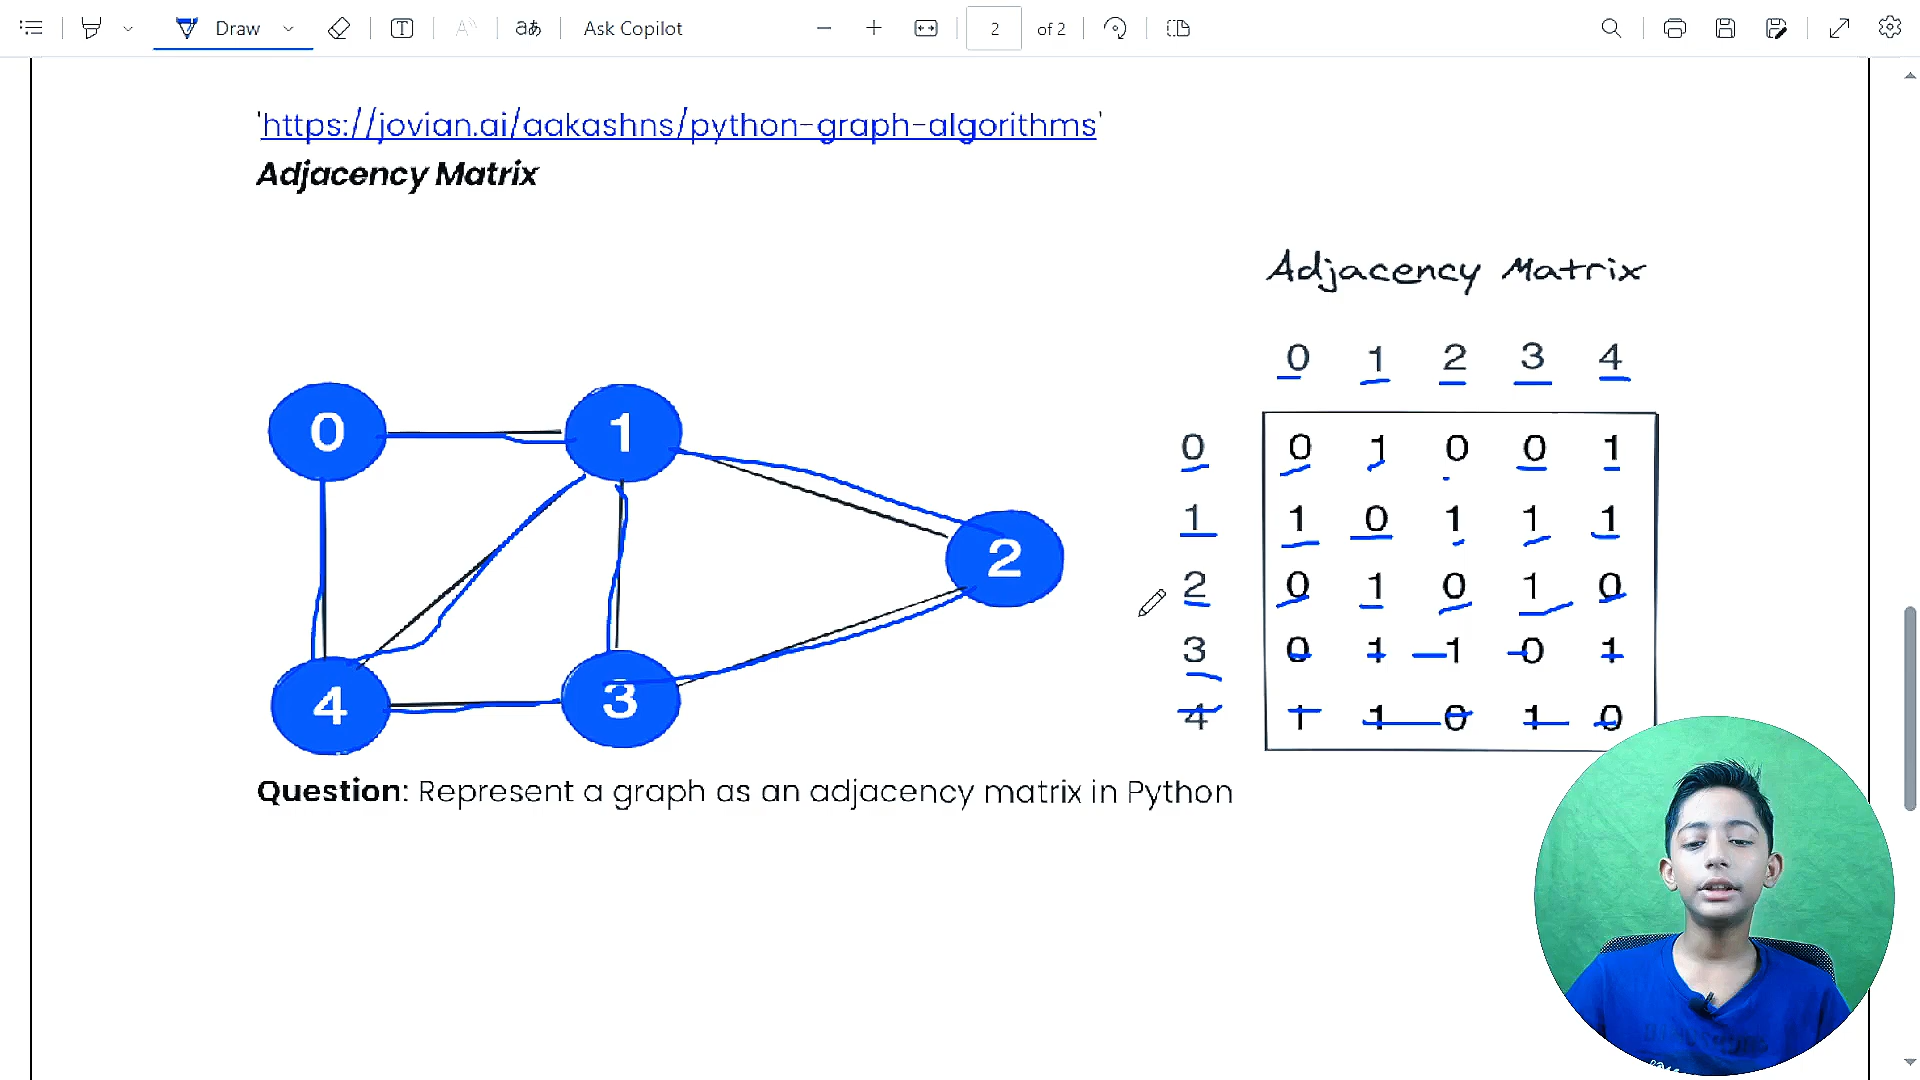 Draw Ask Copilot 2 of 2
'https://jovian.ai/aakashns/python-graph-algorithms'
Adjacency Matrix
Adjacency Matrix
0 1 2 3 4
0 0 1 0 0 1
1 1 0 1 1 1
2 0 1 0 1 0
3 0 1 1 0 1
4 1 1 0 1 0
0 1
2
4 3
Question: Represent a graph as an adjacency matrix in Python